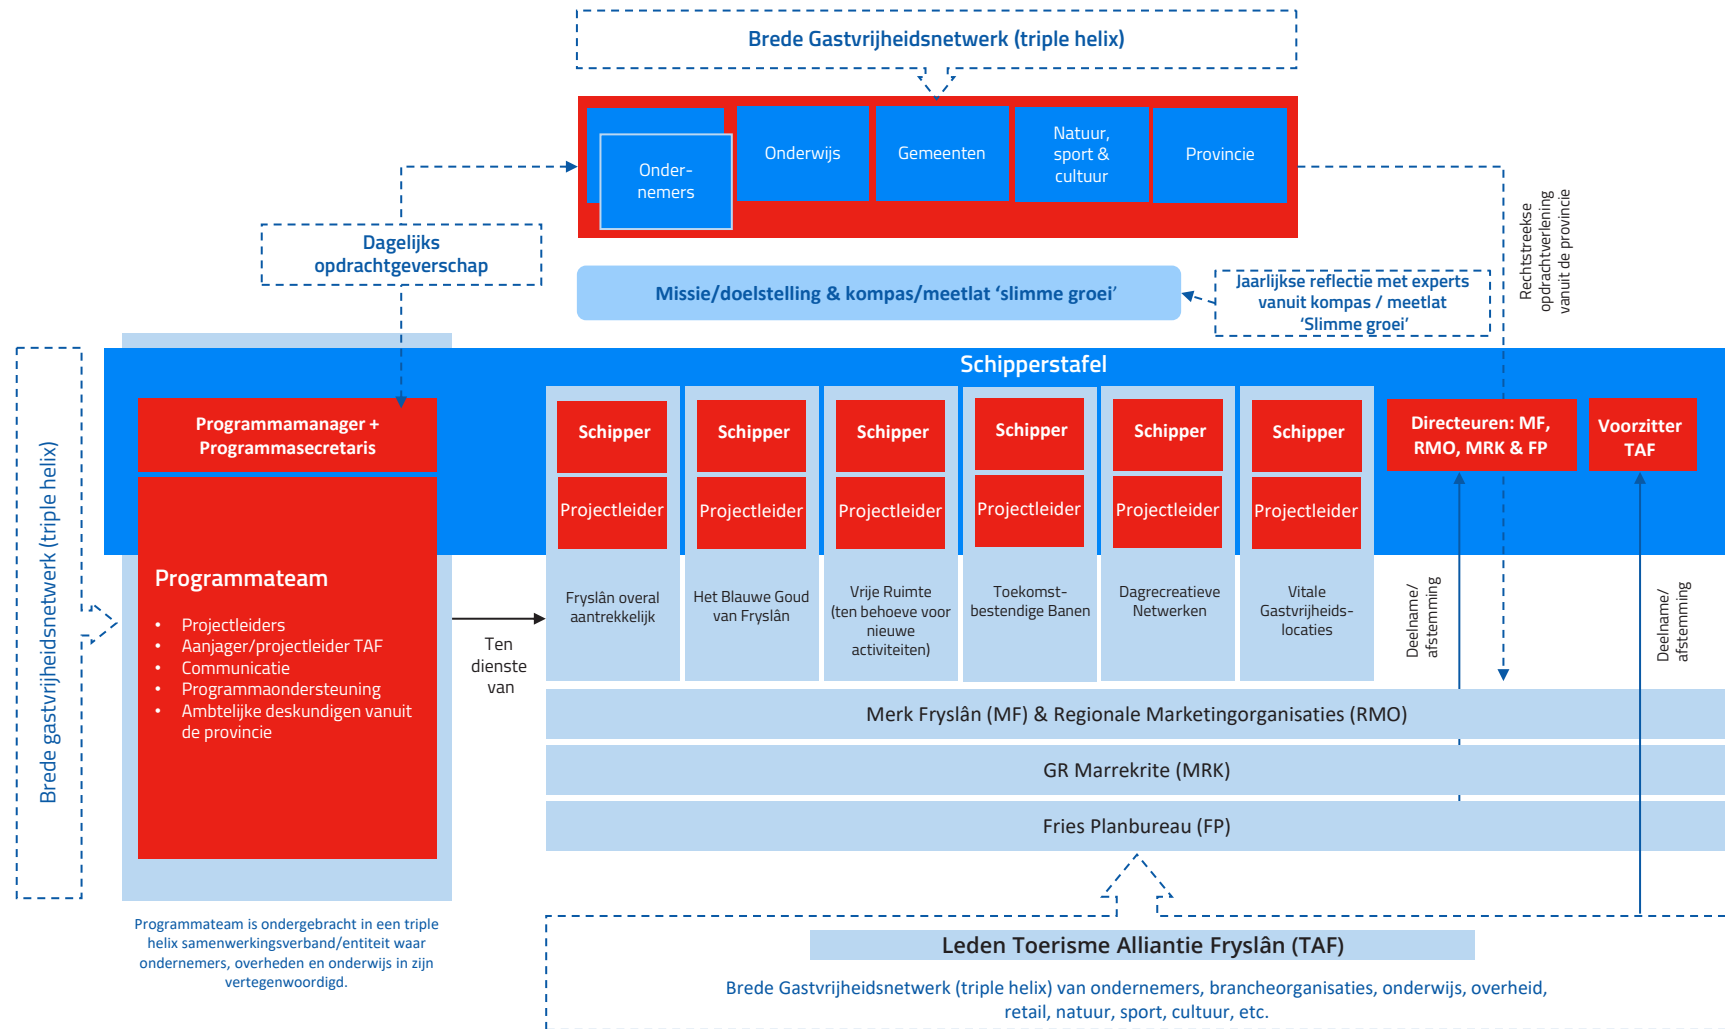 Brede Gastvrijheidsnetwerk (triple helix)
Onder-
nemers
Onderwijs
Gemeenten
Natuur,
sport &
cultuur
Provincie
Dagelijks
opdrachtgeverschap
Missie/doelstelling & kompas/meetlat ‘slimme groei’
Jaarlijkse reflectie met experts
vanuit kompas / meetlat
‘Slimme groei’
Rechtstreekse
opdrachtverlening
vanuit de provincie
Brede gastvrijheidsnetwerk (triple helix)
Schipperstafel
Programmamanager +
Programmasecretaris
Schipper
Schipper
Schipper
Schipper
Schipper
Schipper
Directeuren: MF,
RMO, MRK & FP
Voorzitter
TAF
Projectleider
Projectleider
Projectleider
Projectleider
Projectleider
Projectleider
Programmateam
• Projectleiders
• Aanjager/projectleider TAF
• Communicatie
• Programmaondersteuning
• Ambtelijke deskundigen vanuit
de provincie
Ten
dienste
van
Fryslân overal
aantrekkelijk
Het Blauwe Goud
van Fryslân
Vrije Ruimte
(ten behoeve voor
nieuwe
activiteiten)
Toekomst-
bestendige Banen
Dagrecreatieve
Netwerken
Vitale
Gastvrijheids-
locaties
Deelname/
afstemming
Deelname/
afstemming
Merk Fryslân (MF) & Regionale Marketingorganisaties (RMO)
GR Marrekrite (MRK)
Fries Planbureau (FP)
Programmateam is ondergebracht in een triple
helix samenwerkingsverband/entiteit waar
ondernemers, overheden en onderwijs in zijn
vertegenwoordigd.
Leden Toerisme Alliantie Fryslân (TAF)
Brede Gastvrijheidsnetwerk (triple helix) van ondernemers, brancheorganisaties, onderwijs, overheid,
retail, natuur, sport, cultuur, etc.